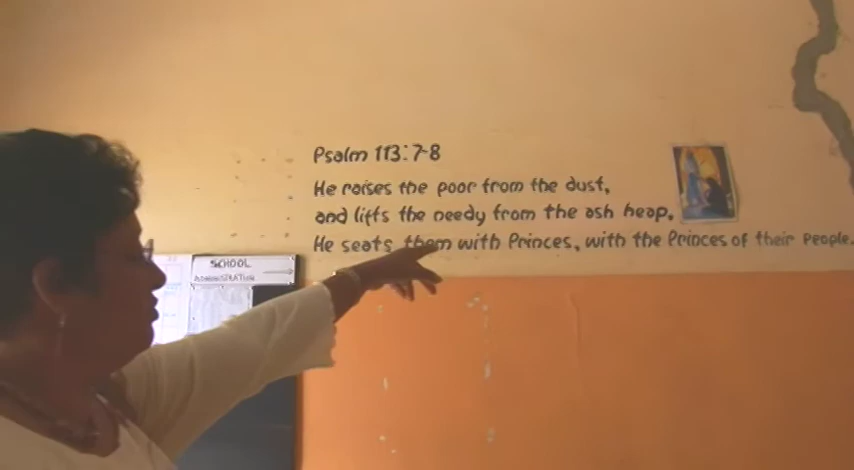 Psalm 113:7-8
He raises the poor from the dust,
and lifts the needy from the ash heap.
He seats them with Princes, with the Princes of their People.
SCHOOL
ADMINISTRATION